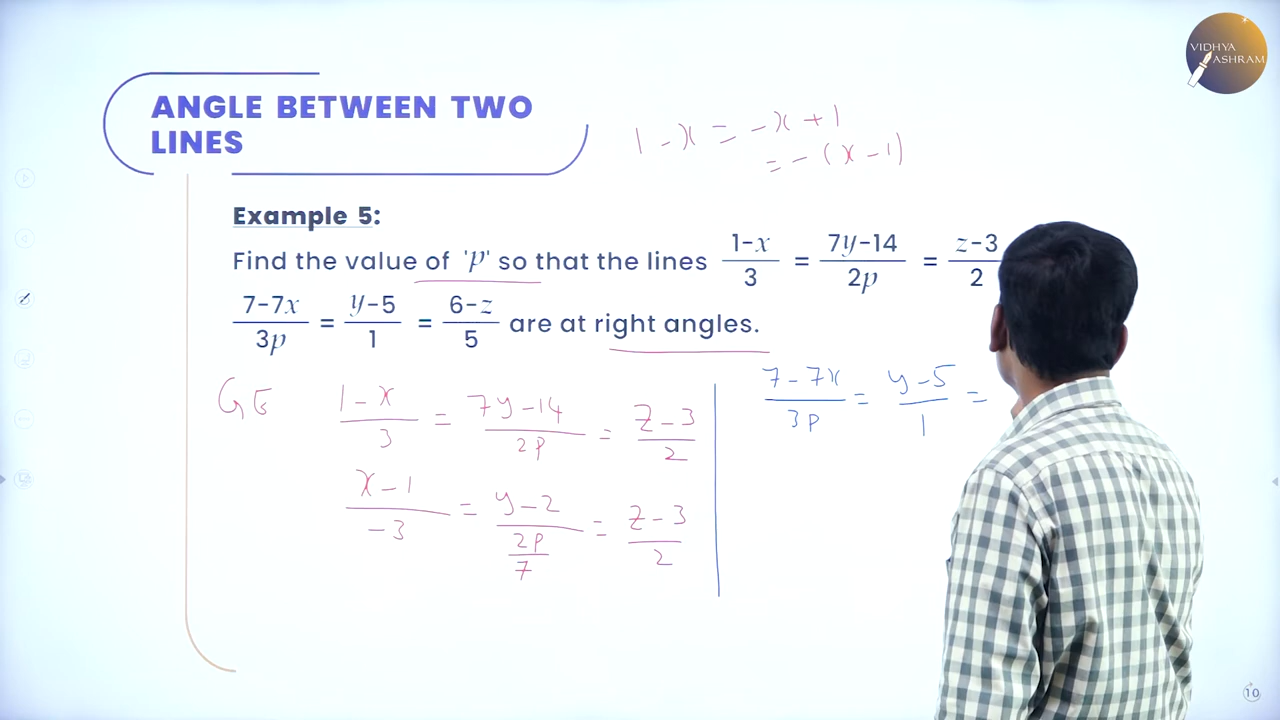 VIDHYA
ASHRAM
ANGLE BETWEEN TWO
LINES
1 - x = -x + 1
= -(x - 1)
Example 5:
Find the value of 'p' so that the lines (1-x)/3 = (7y-14)/2p = (z-3)/2
(7-7x)/3p = (y-5)/1 = (6-z)/5 are at right angles.
GE (1-x)/3 = (7y-14)/2p = (z-3)/2
(x-1)/-3 = (y-2)/(2p/7) = (z-3)/2
(7-7x)/3p = (y-5)/1 =
10